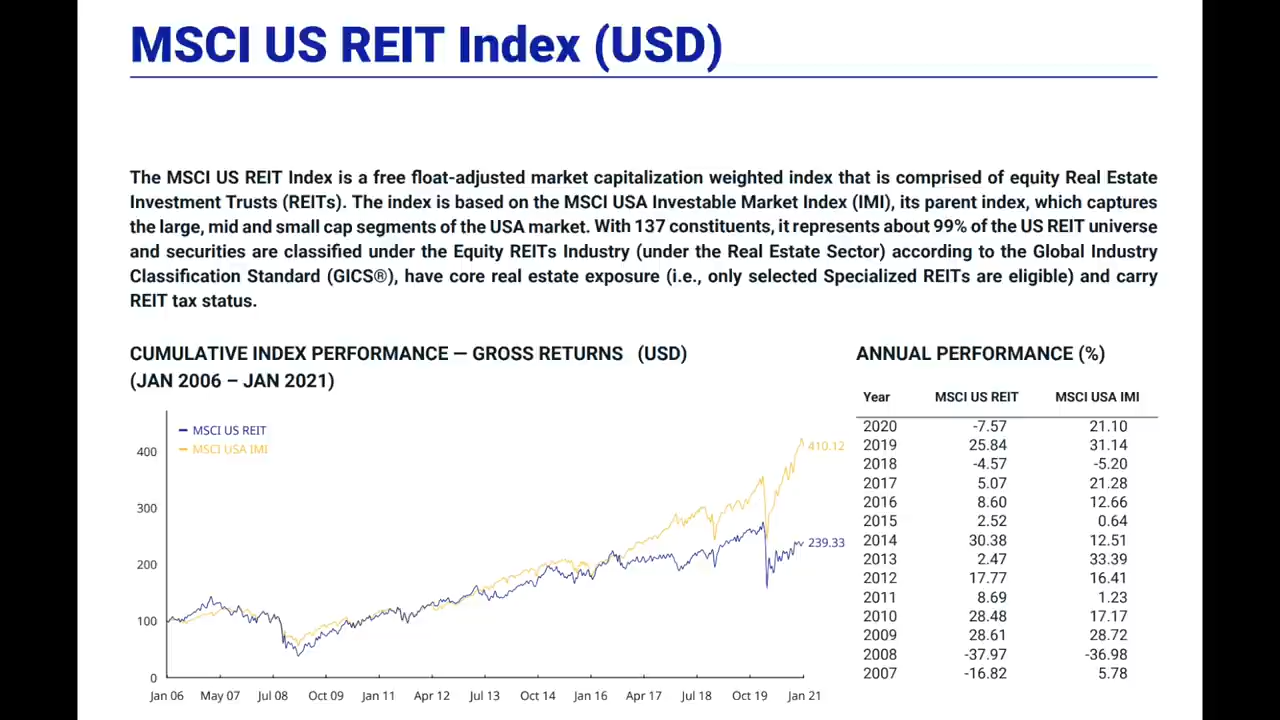 MSCI US REIT Index (USD)
The MSCI US REIT Index is a free float-adjusted market capitalization weighted index that is comprised of equity Real Estate
Investment Trusts (REITs). The index is based on the MSCI USA Investable Market Index (IMI), its parent index, which captures
the large, mid and small cap segments of the USA market. With 137 constituents, it represents about 99% of the US REIT universe
and securities are classified under the Equity REITs Industry (under the Real Estate Sector) according to the Global Industry
Classification Standard (GICS®), have core real estate exposure (i.e., only selected Specialized REITs are eligible) and carry
REIT tax status.
CUMULATIVE INDEX PERFORMANCE — GROSS RETURNS (USD)
(JAN 2006 – JAN 2021)
MSCI US REIT
MSCI USA IMI
400
300
200
100
0
410.12
239.33
Jan 06 May 07 Jul 08 Oct 09 Jan 11 Apr 12 Jul 13 Oct 14 Jan 16 Apr 17 Jul 18 Oct 19 Jan 21
ANNUAL PERFORMANCE (%)
Year MSCI US REIT MSCI USA IMI
2020 -7.57 21.10
2019 25.84 31.14
2018 -4.57 -5.20
2017 5.07 21.28
2016 8.60 12.66
2015 2.52 0.64
2014 30.38 12.51
2013 2.47 33.39
2012 17.77 16.41
2011 8.69 1.23
2010 28.48 17.17
2009 28.61 28.72
2008 -37.97 -36.98
2007 -16.82 5.78